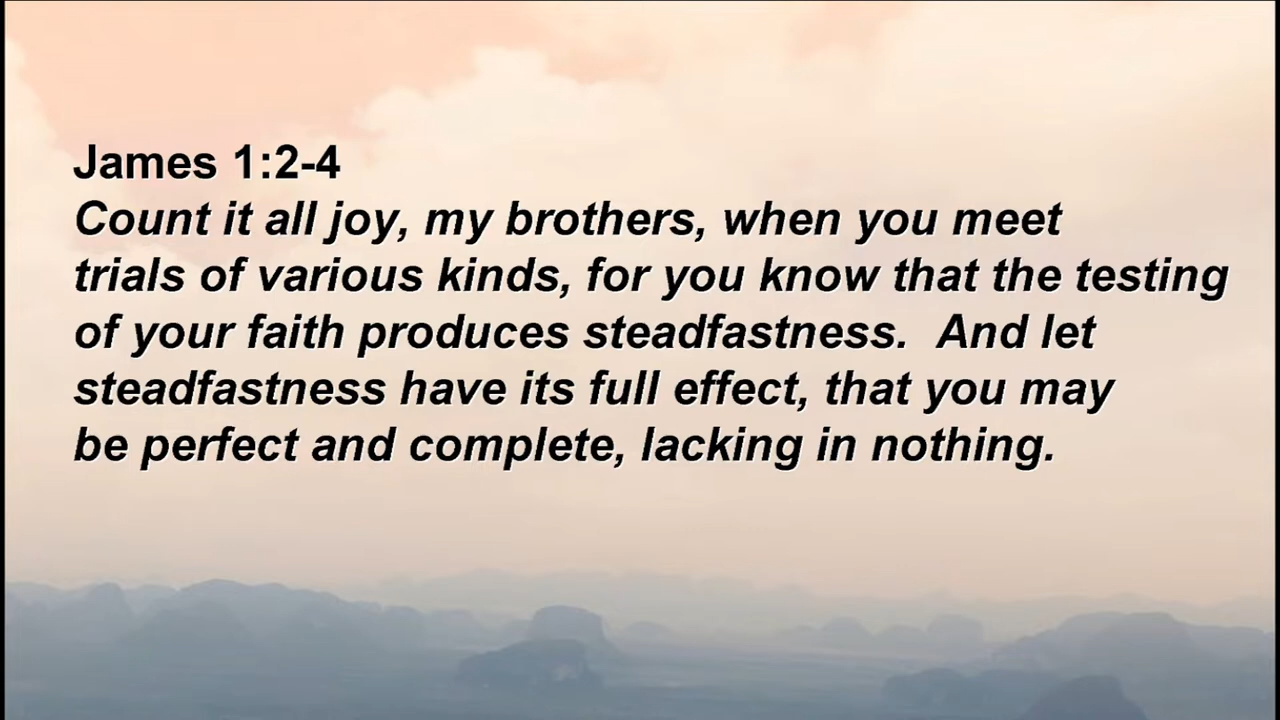 James 1:2-4
Count it all joy, my brothers, when you meet
trials of various kinds, for you know that the testing
of your faith produces steadfastness.  And let
steadfastness have its full effect, that you may
be perfect and complete, lacking in nothing.